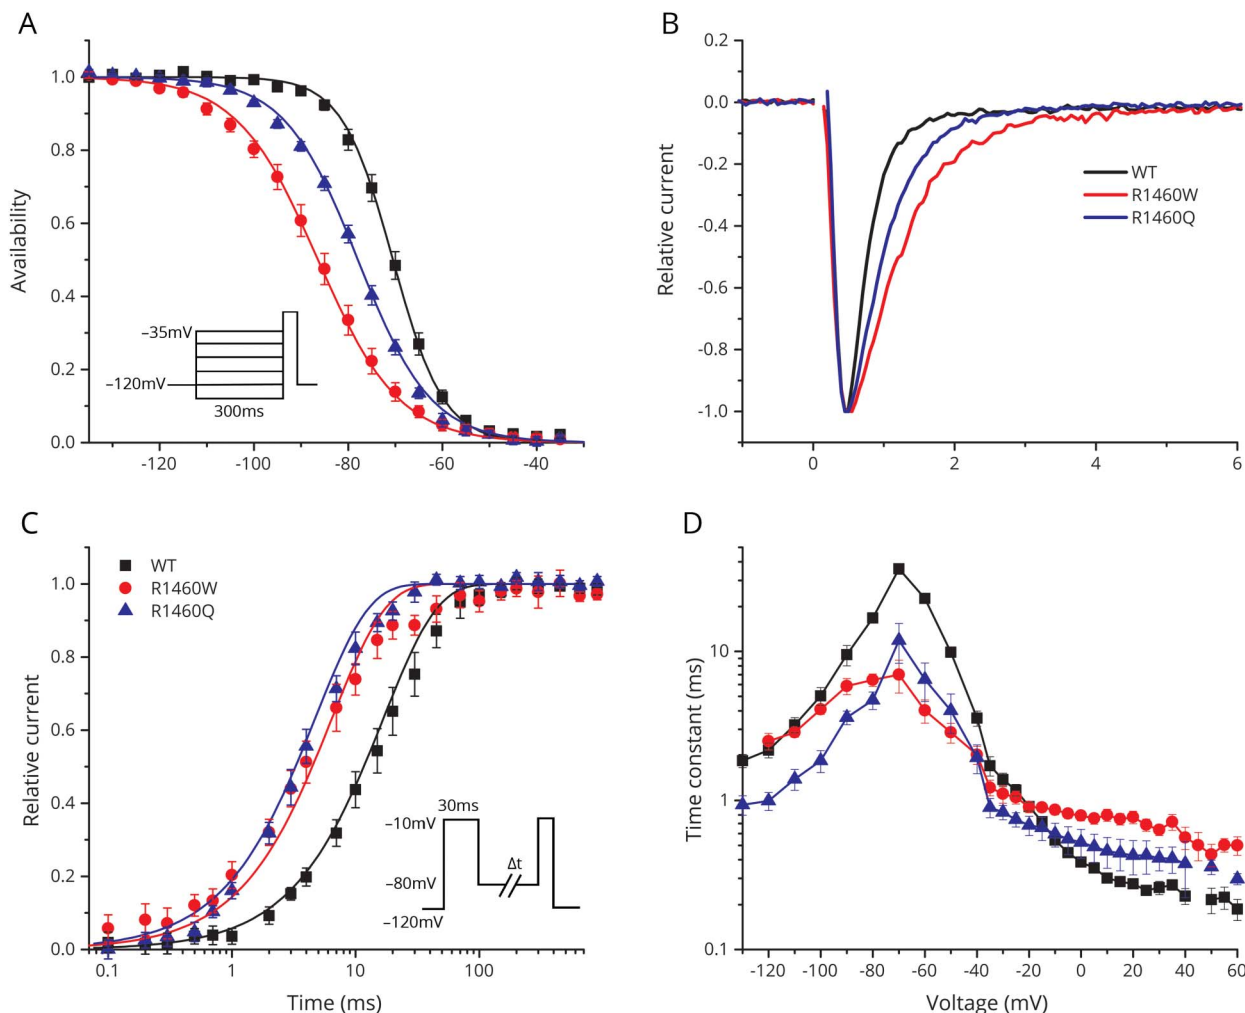 A
1.0
0.8
0.6
0.4
0.2
0.0
Availability
-120
-100
-80
-60
-40
–35mV
–120mV
300ms
B
0.2
0.0
-0.2
-0.4
-0.6
-0.8
-1.0
Relative current
0
2
4
6
WT
R1460W
R1460Q
C
WT
R1460W
R1460Q
1.0
0.8
0.6
0.4
0.2
0.0
Relative current
0.1
1
10
100
Time (ms)
30ms
–10mV
Δt
–80mV
–120mV
D
10
1
0.1
Time constant (ms)
-120
-100
-80
-60
-40
-20
0
20
40
60
Voltage (mV)